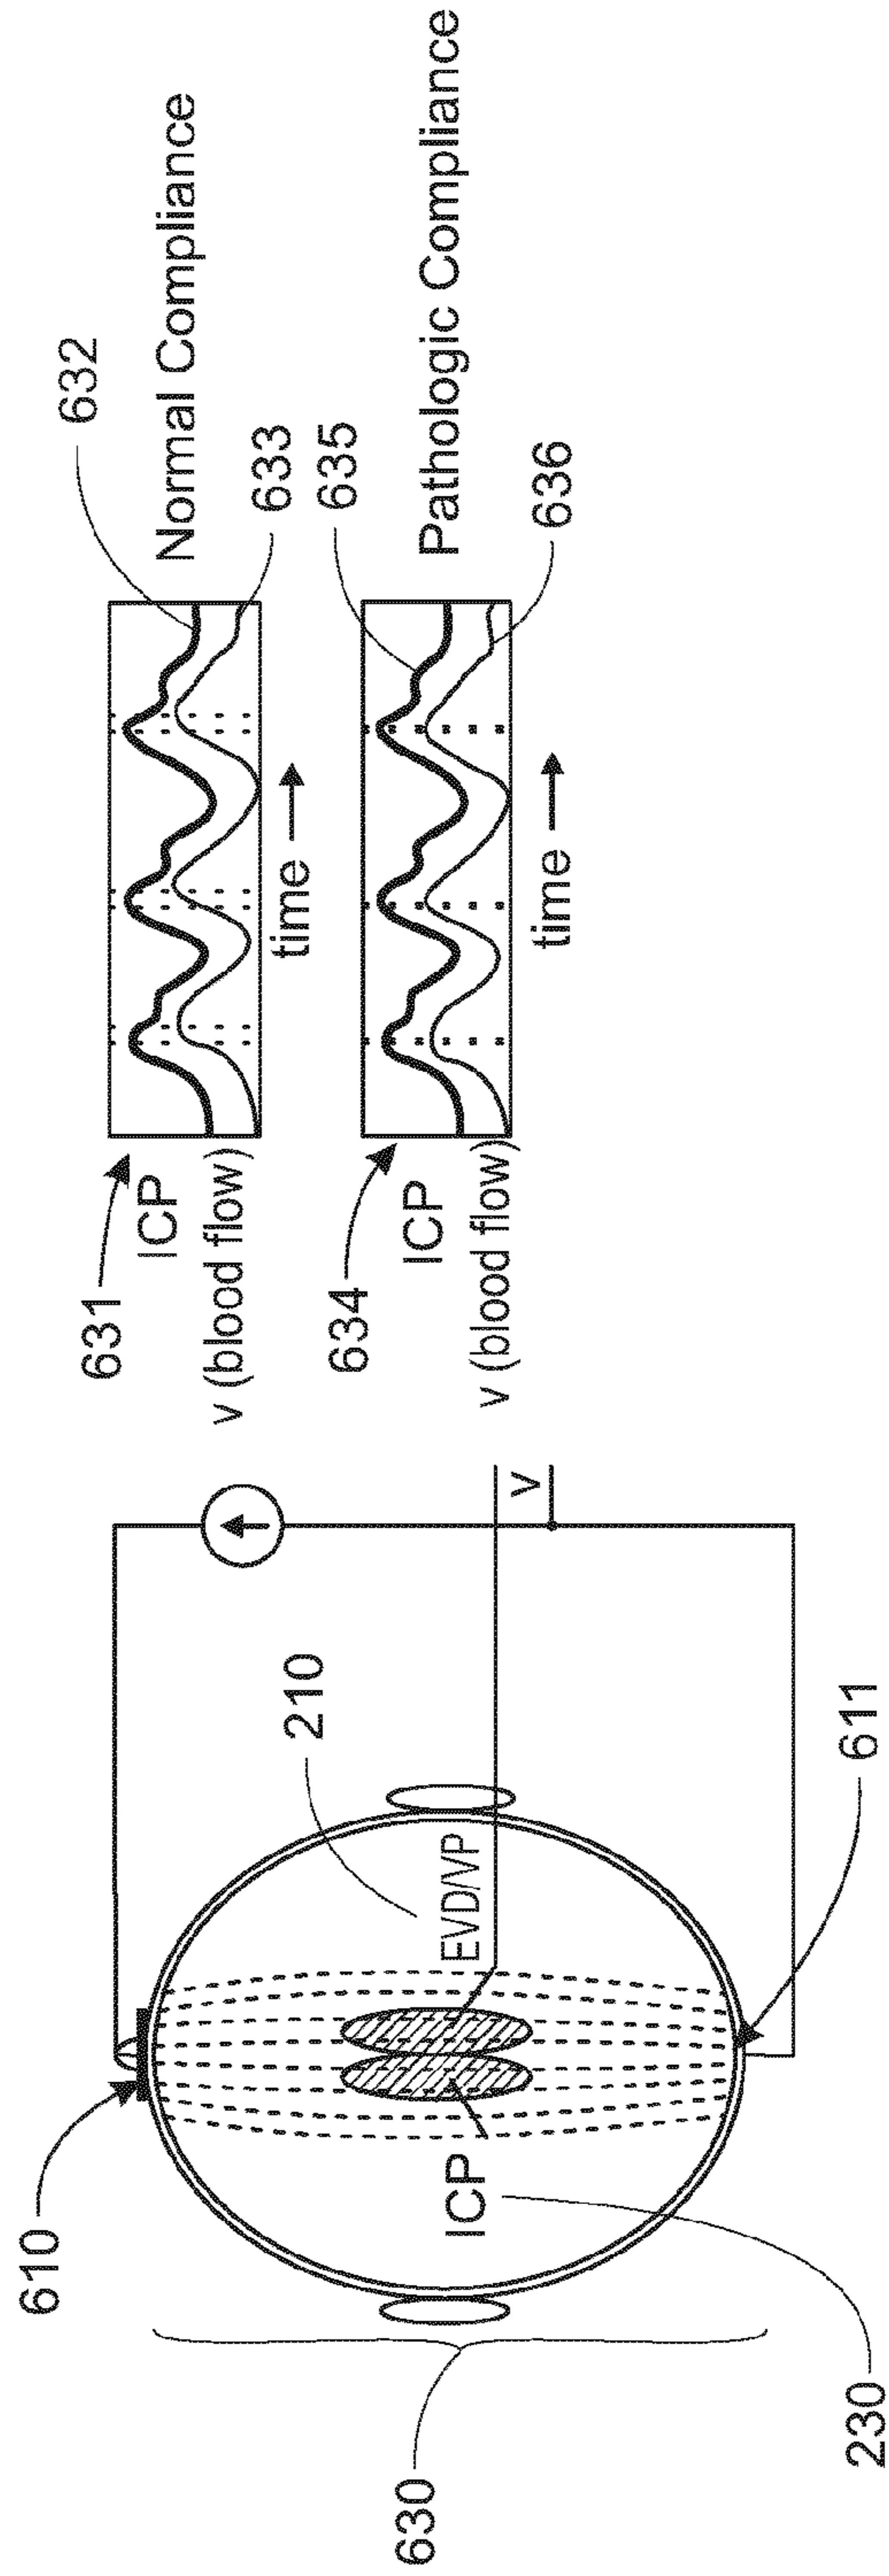 610
630
ICP
230
EVD/VP
210
611
V
631
ICP
v (blood flow)
632
Normal Compliance
633
time
634
ICP
v (blood flow)
635
Pathologic Compliance
636
time